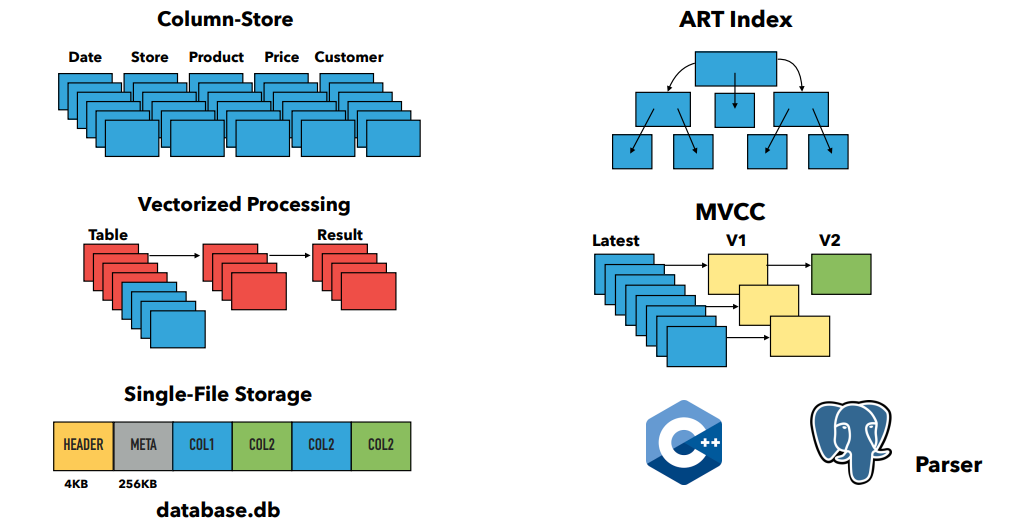 Column-Store
Date Store Product Price Customer
Vectorized Processing
Table Result
Single-File Storage
HEADER META COL1 COL2 COL2 COL2
4KB 256KB
database.db
ART Index
MVCC
Latest V1 V2
C++
Parser